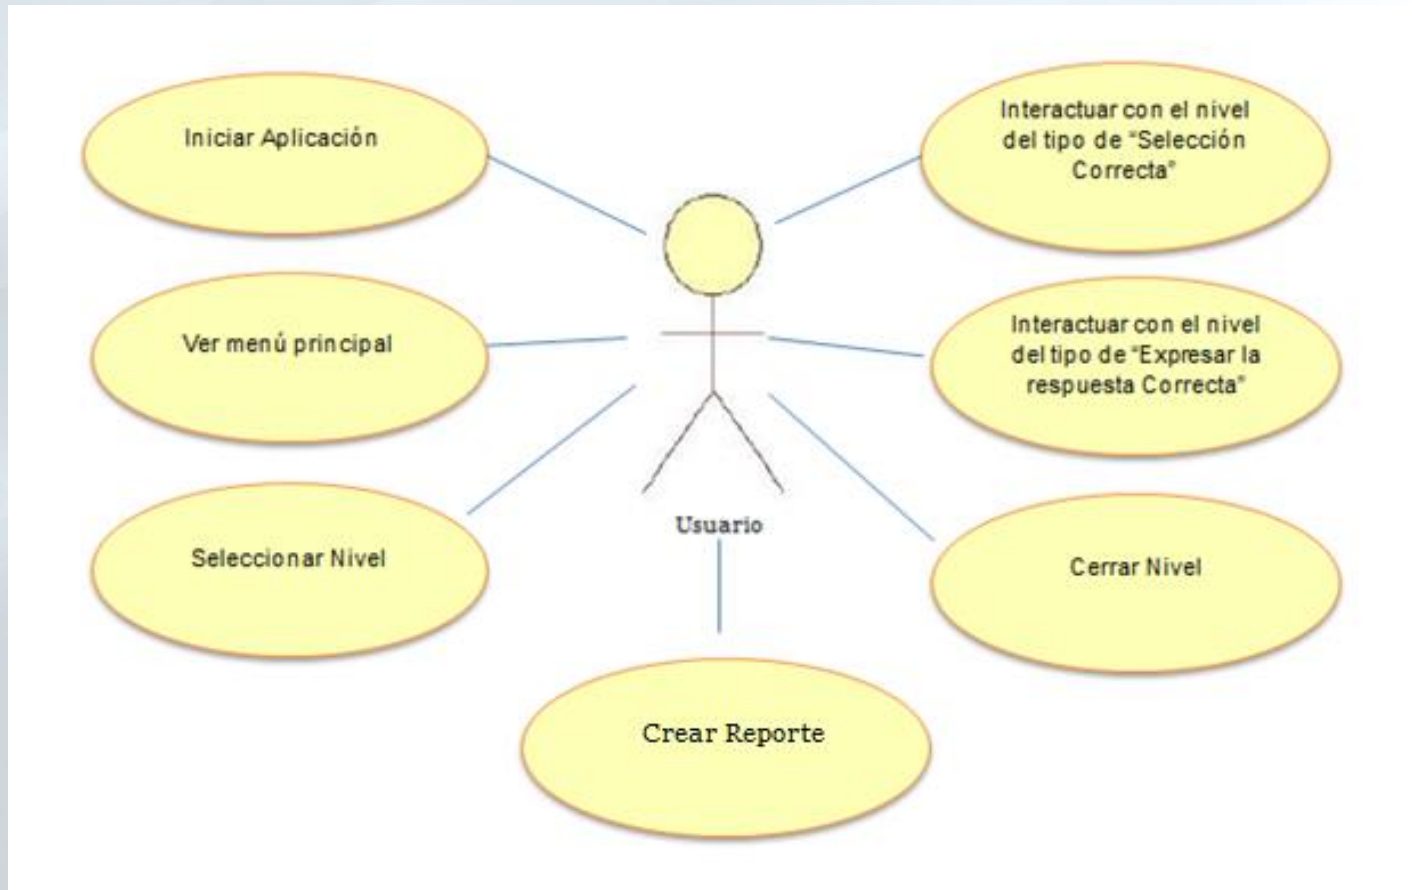 Iniciar Aplicación
Ver menú principal
Seleccionar Nivel
Interactuar con el nivel
del tipo de “Selección
Correcta”
Interactuar con el nivel
del tipo de “Expresar la
respuesta Correcta”
Cerrar Nivel
Usuario
Crear Reporte